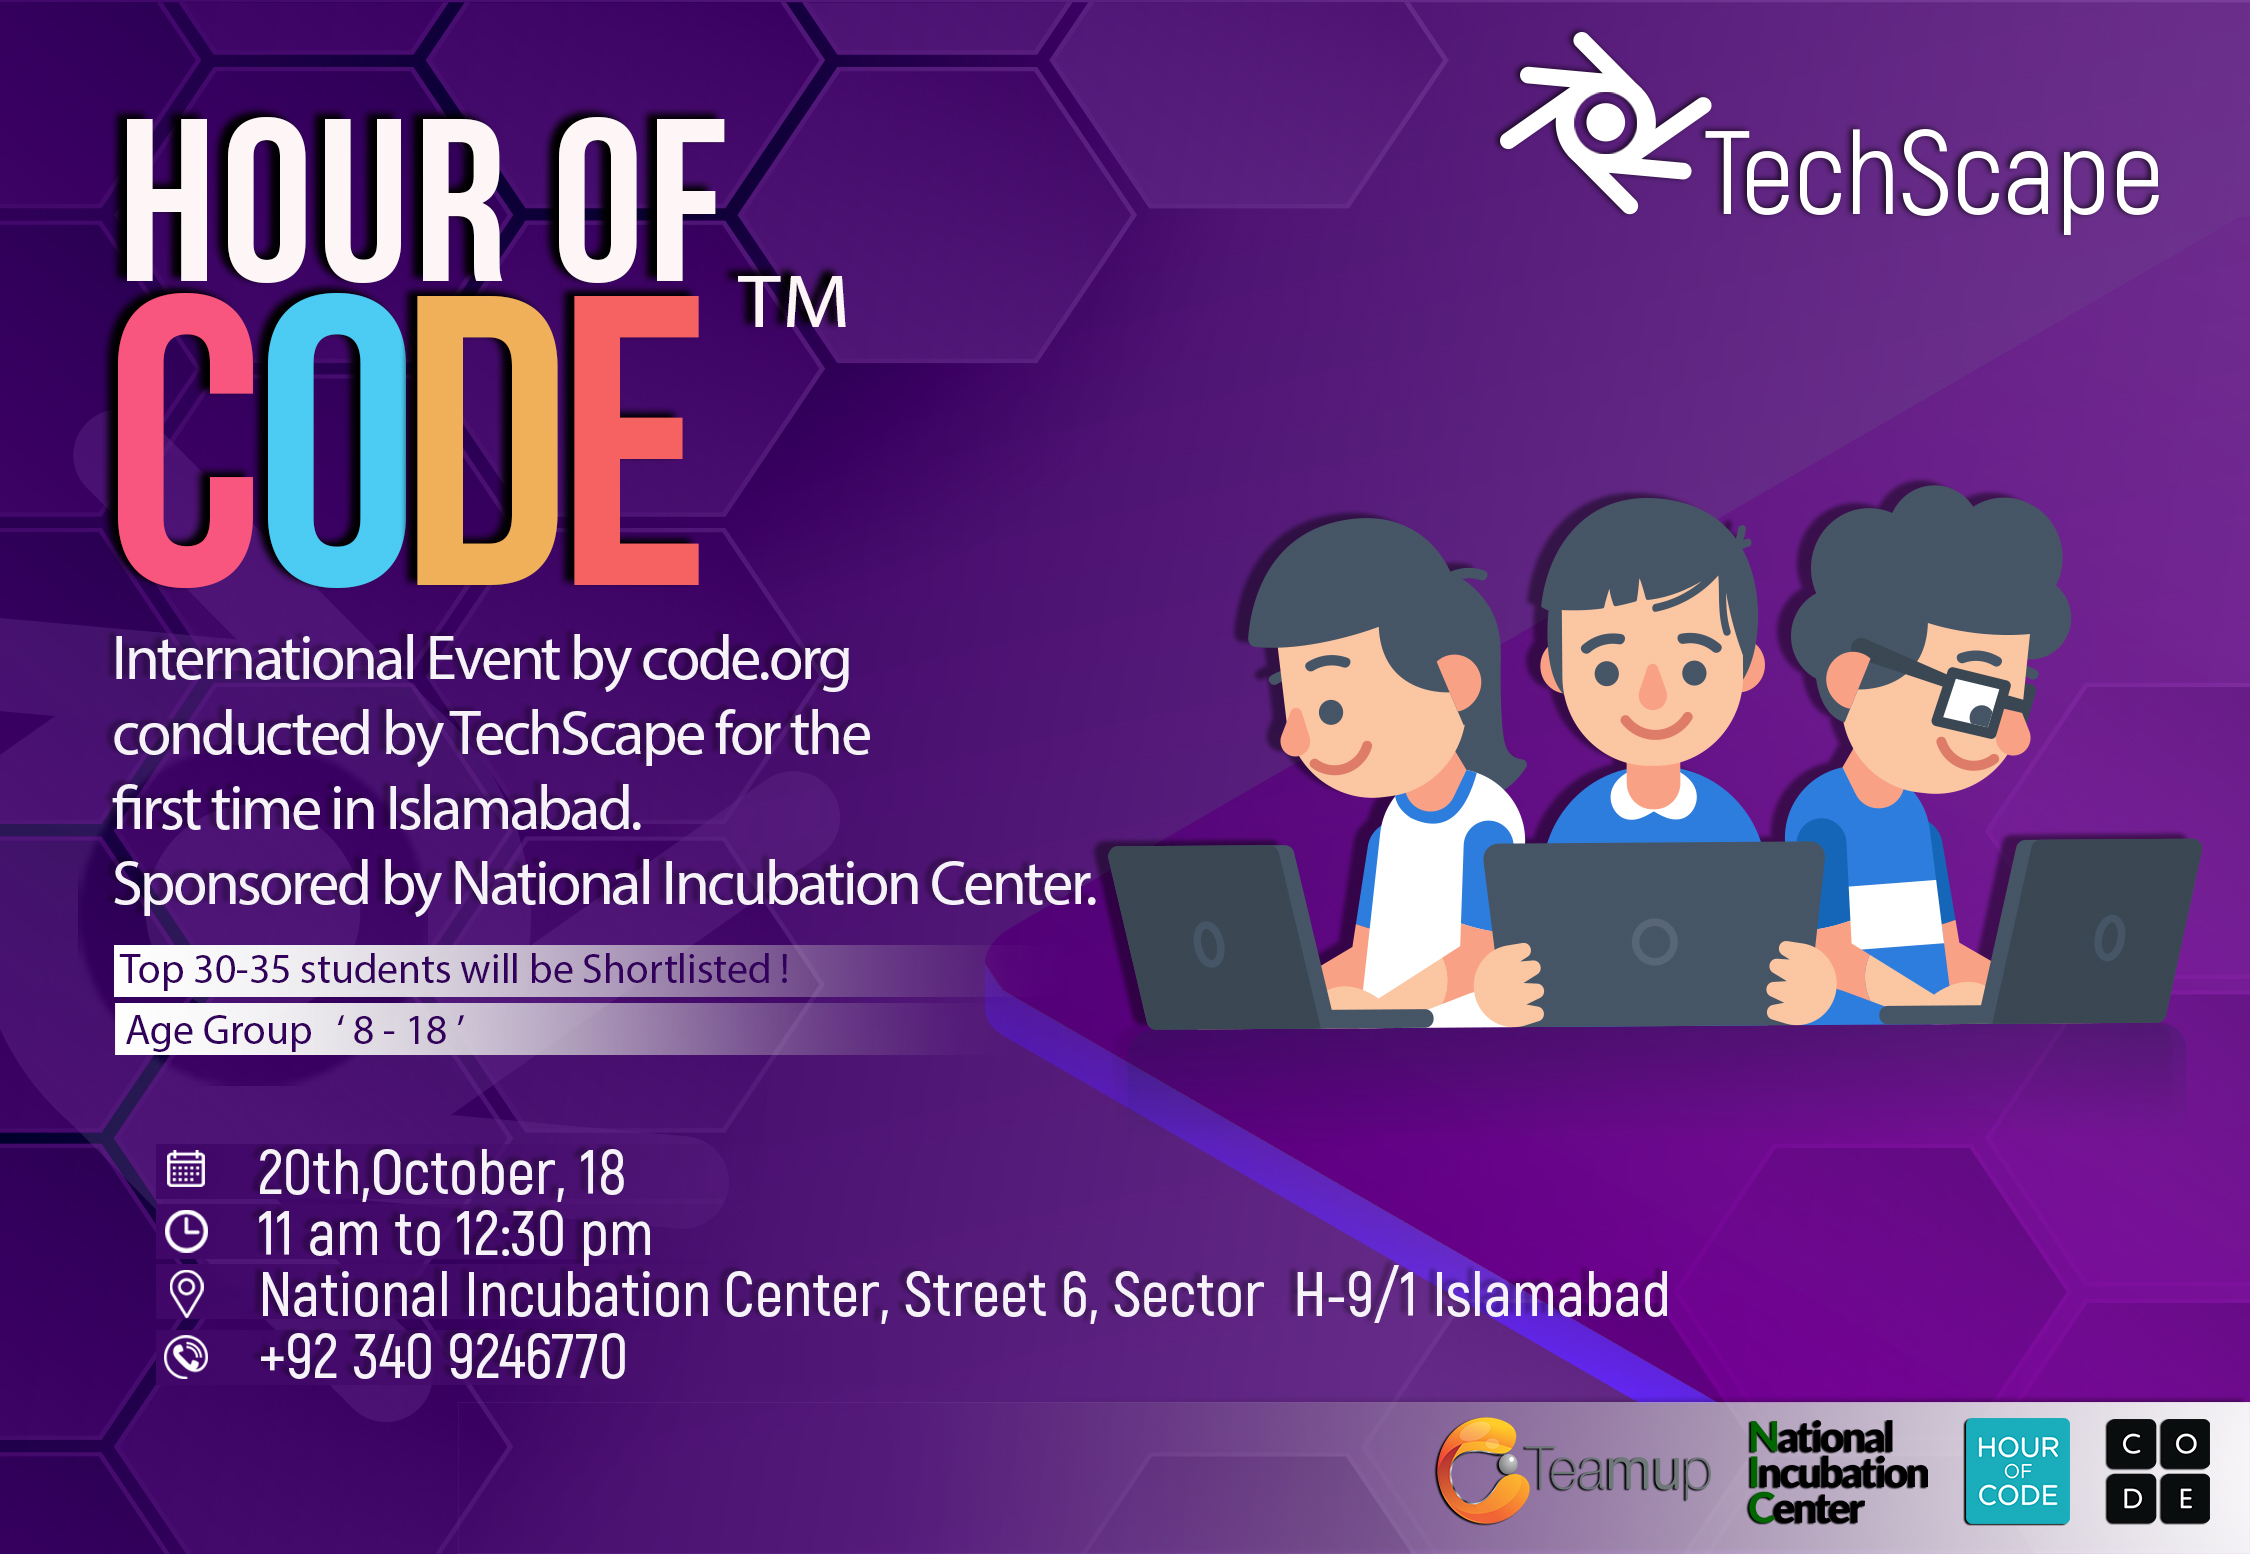 HOUR OF
CODE TM
TechScape
International Event by code.org
conducted by TechScape for the
first time in Islamabad.
Sponsored by National Incubation Center.
Top 30-35 students will be Shortlisted !
Age Group ‘ 8 - 18 ’
20th,October, 18
11 am to 12:30 pm
National Incubation Center, Street 6, Sector H-9/1 Islamabad
+92 340 9246770
Teamup
National
Incubation
Center
HOUR
OF
CODE
C O
D E